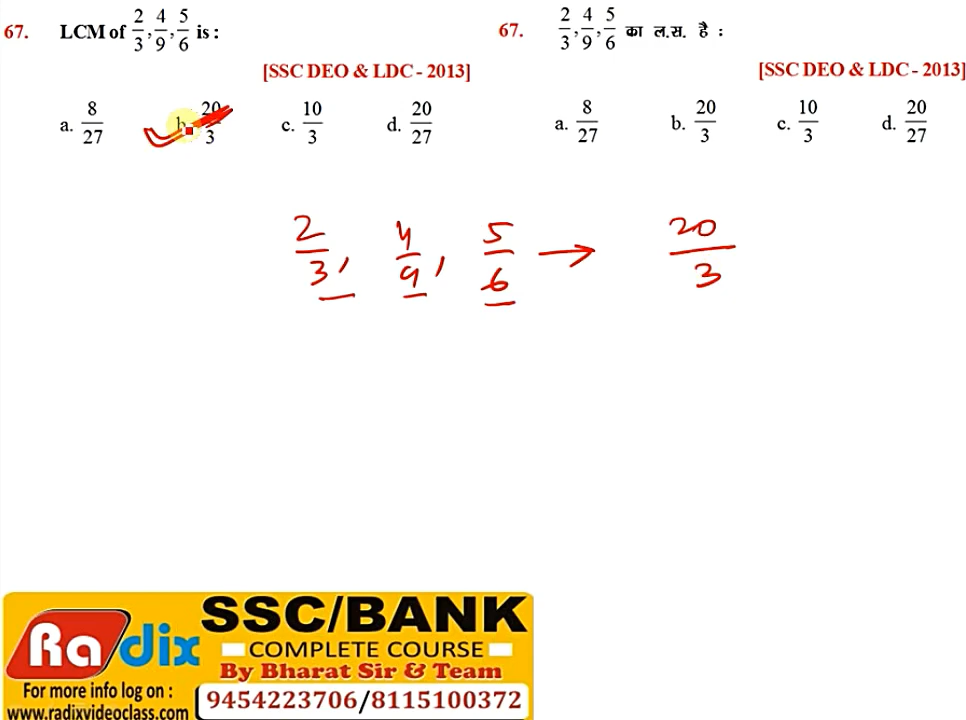 67. LCM of 2/3, 4/9, 5/6 is :
[SSC DEO & LDC - 2013]
a. 8/27 b. 20/3 c. 10/3 d. 20/27
67. 2/3, 4/9, 5/6 का ल.स. है :
[SSC DEO & LDC - 2013]
a. 8/27 b. 20/3 c. 10/3 d. 20/27
2/3, 4/9, 5/6 → 20/3
Radix
For more info log on :
www.radixvideoclass.com
SSC/BANK
COMPLETE COURSE
By Bharat Sir & Team
9454223706/8115100372